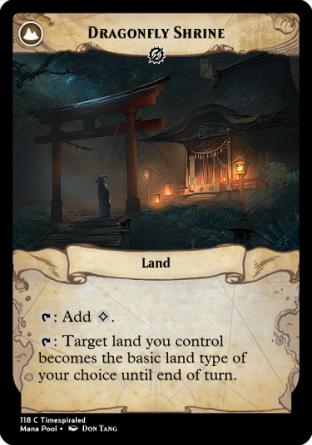 Dragonfly Shrine
Land
: Add .
: Target land you control
becomes the basic land type of
your choice until end of turn.
118 C Timespiraled
Mana Pool • Don Tang